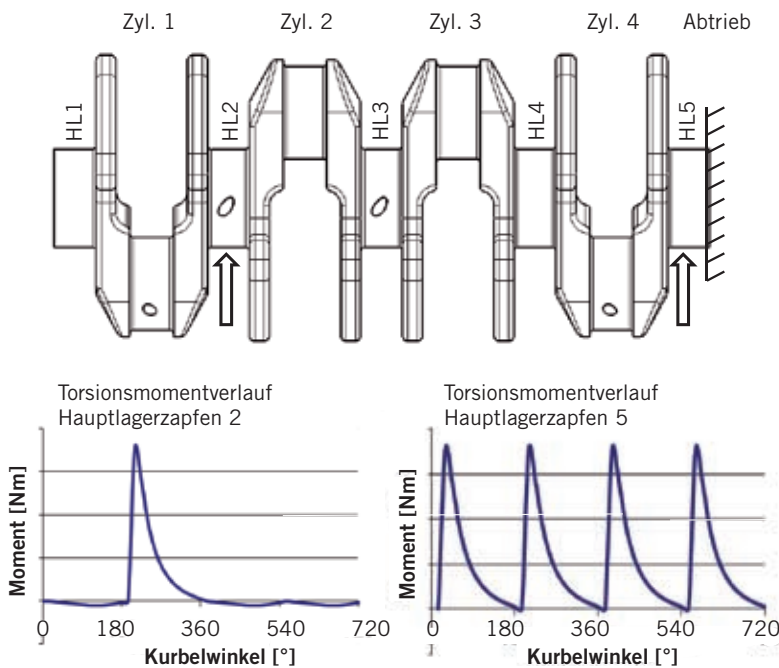 Zyl. 1 Zyl. 2 Zyl. 3 Zyl. 4 Abtrieb
HL1 HL2 HL3 HL4 HL5
Torsionsmomentverlauf
Hauptlagerzapfen 2
Moment [Nm]
0 180 360 540 720
Kurbelwinkel [°]
Torsionsmomentverlauf
Hauptlagerzapfen 5
Moment [Nm]
0 180 360 540 720
Kurbelwinkel [°]